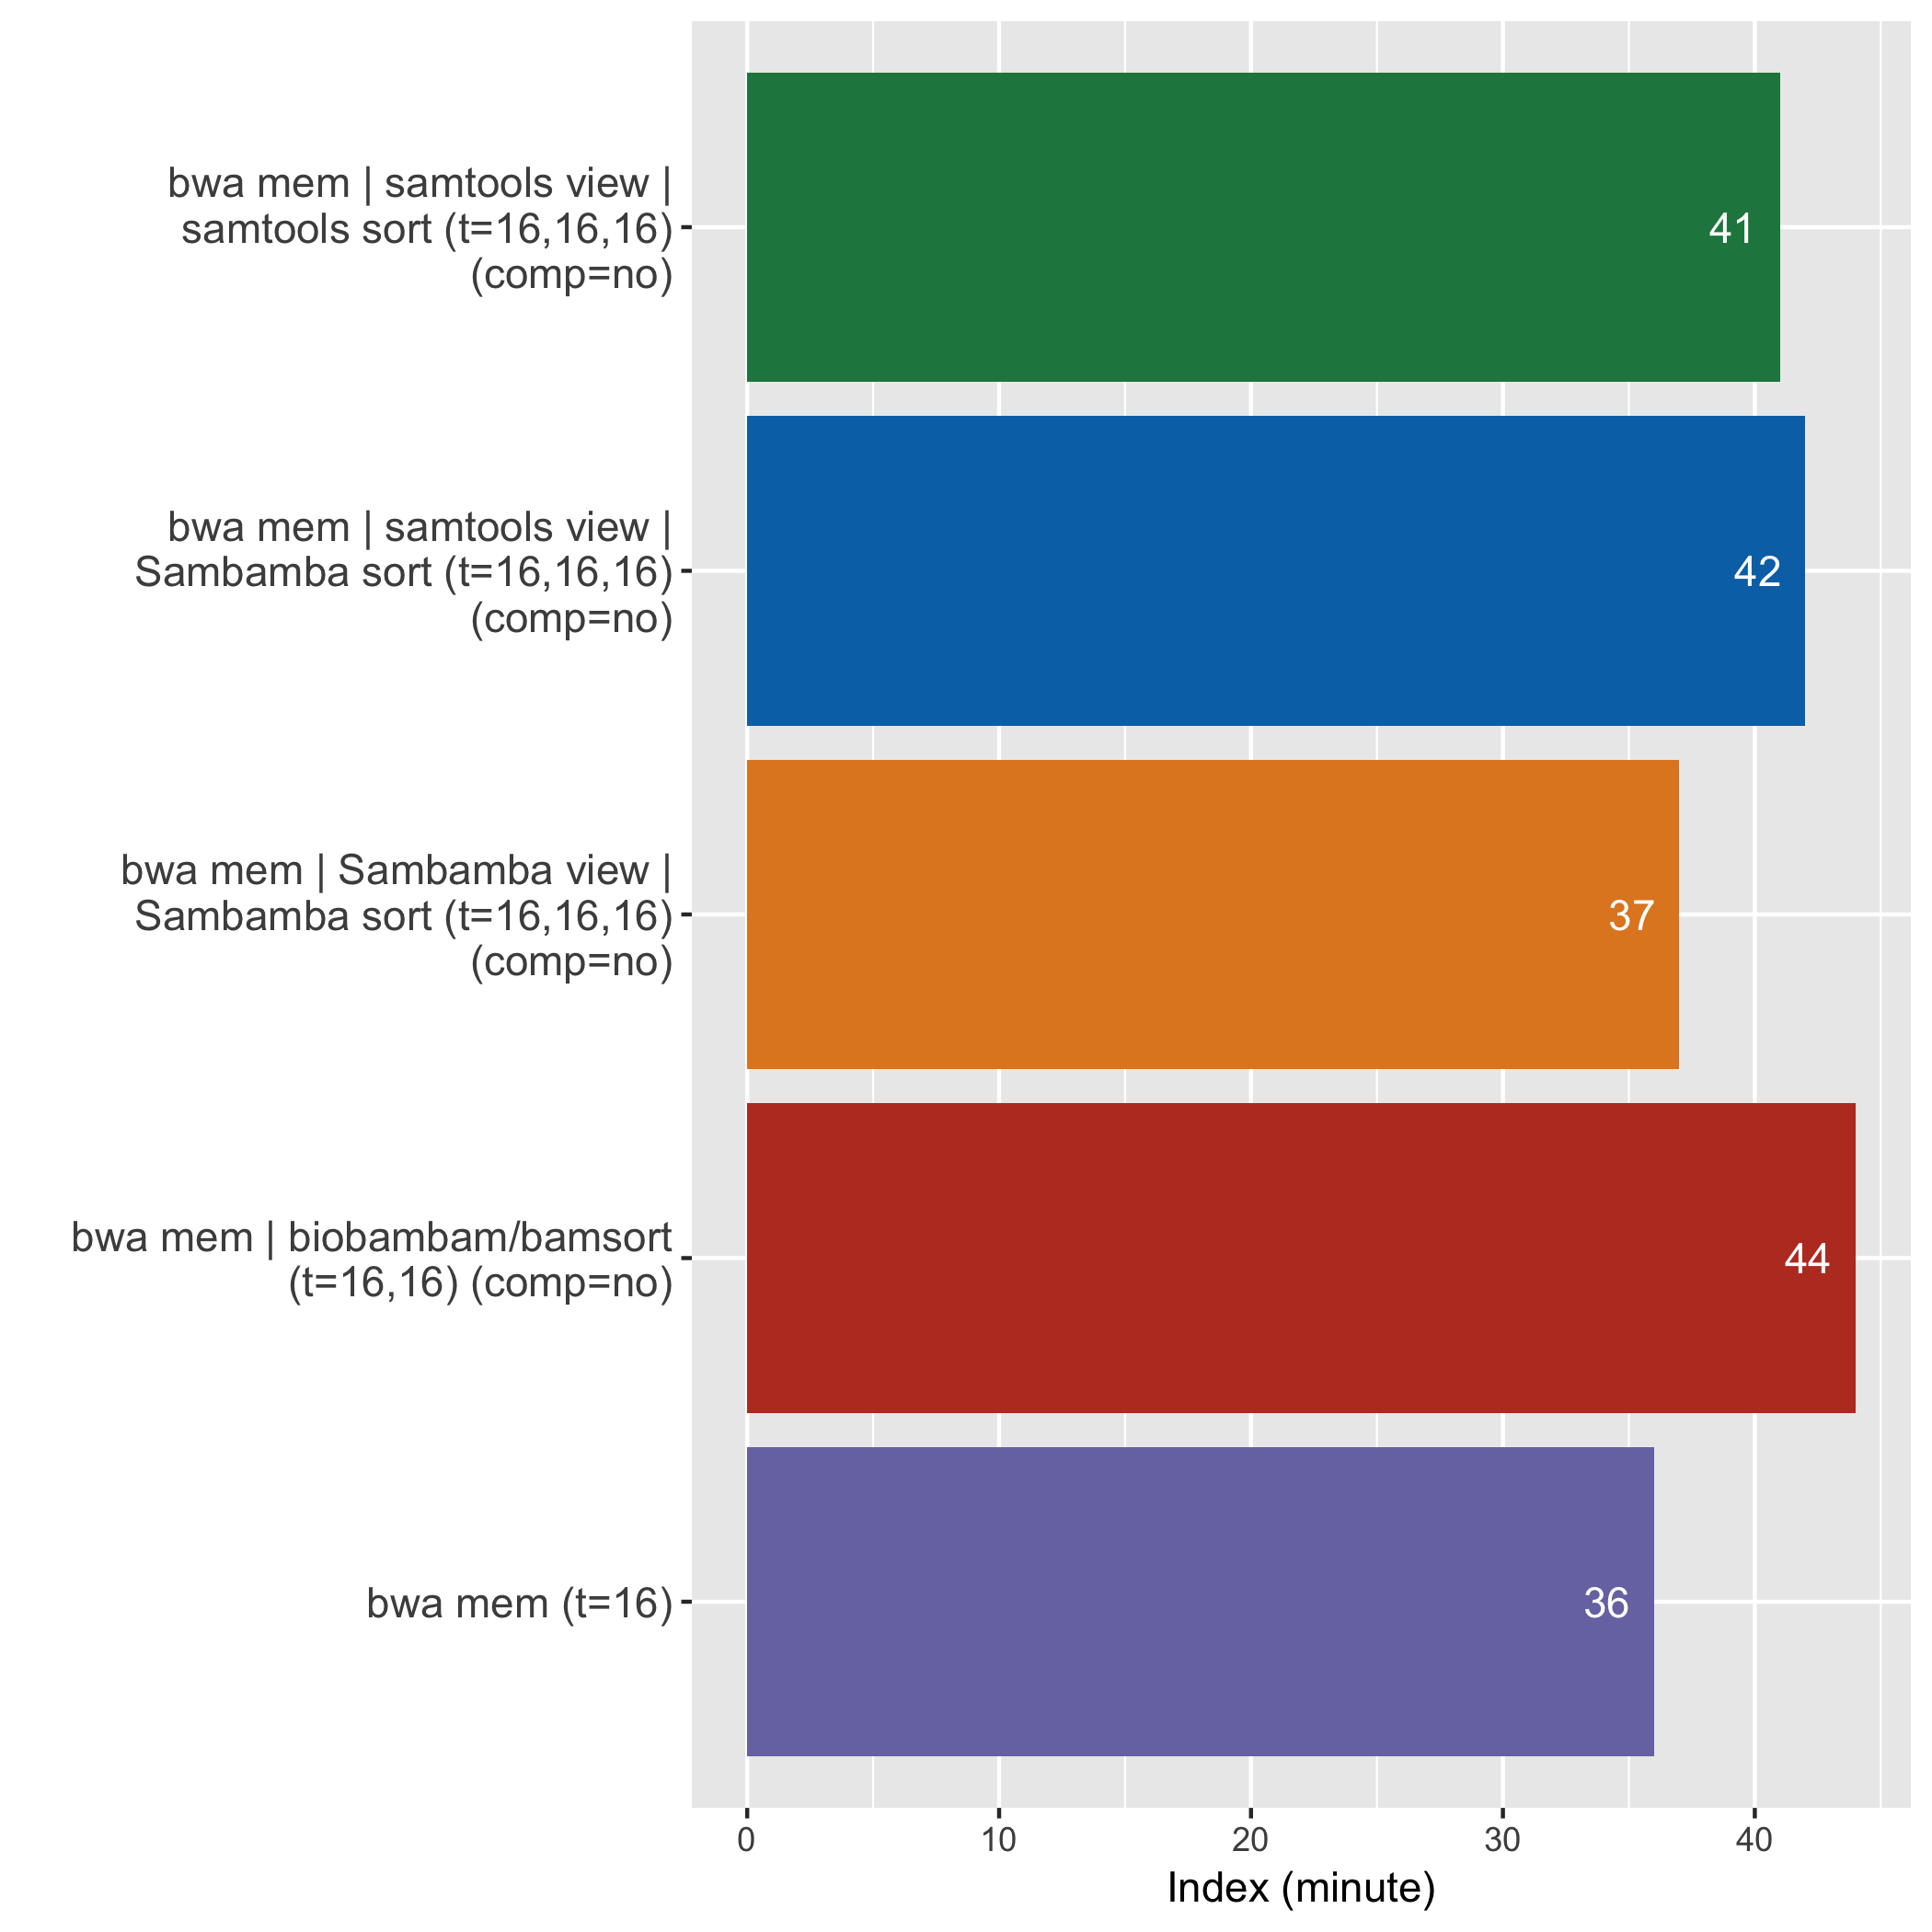 bwa mem | samtools view |
samtools sort (t=16,16,16)
(comp=no)
41
bwa mem | samtools view |
Sambamba sort (t=16,16,16)
(comp=no)
42
bwa mem | Sambamba view |
Sambamba sort (t=16,16,16)
(comp=no)
37
bwa mem | biobambam/bamsort
(t=16,16) (comp=no)
44
bwa mem (t=16)
36
0 10 20 30 40
Index (minute)